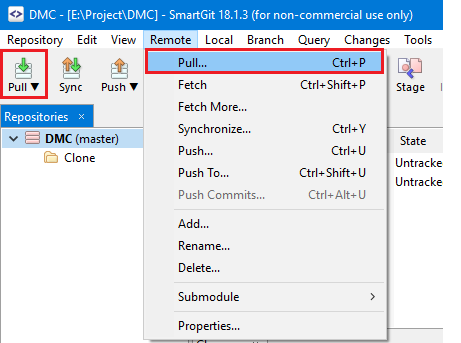 DMC - [E:\Project\DMC] - SmartGit 18.1.3 (for non-commercial use only)
Repository Edit View Remote Local Branch Query Changes Tools
Pull ▼ Sync Push ▼ Stage
Repositories ×
DMC (master)
Clone
Pull... Ctrl+P
Fetch Ctrl+Shift+P
Fetch More...
Synchronize... Ctrl+Y
Push... Ctrl+U
Push To... Ctrl+Shift+U
Push Commits... Ctrl+Alt+U
Add...
Rename...
Delete...
Submodule
Properties...
State
Untracke
Untracke